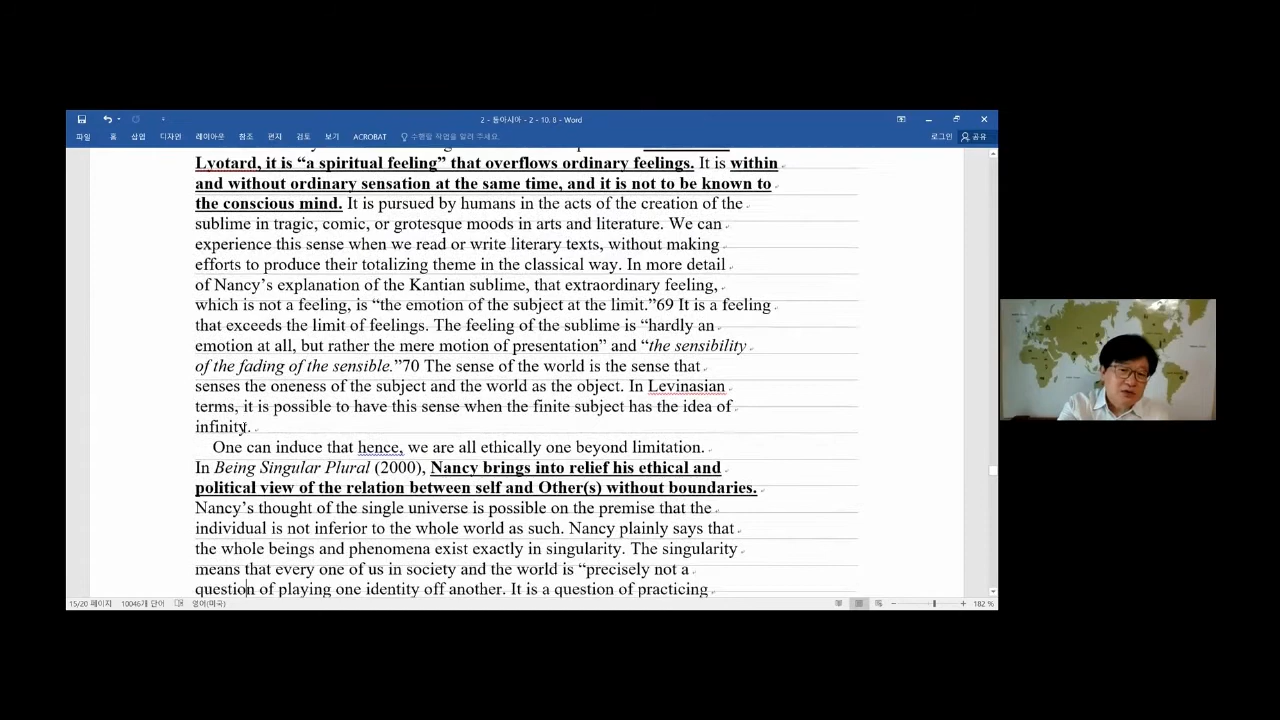 2 - 동아시아 - 2 - 10. 8 - Word
파일 홈 삽입 디자인 레이아웃 참조 편지 검토 보기 ACROBAT 수행할 작업을 알려 주세요. 로그인 공유
Lyotard, it is “a spiritual feeling” that overflows ordinary feelings. It is within
and without ordinary sensation at the same time, and it is not to be known to
the conscious mind. It is pursued by humans in the acts of the creation of the
sublime in tragic, comic, or grotesque moods in arts and literature. We can
experience this sense when we read or write literary texts, without making
efforts to produce their totalizing theme in the classical way. In more detail
of Nancy’s explanation of the Kantian sublime, that extraordinary feeling,
which is not a feeling, is “the emotion of the subject at the limit.”69 It is a feeling
that exceeds the limit of feelings. The feeling of the sublime is “hardly an
emotion at all, but rather the mere motion of presentation” and “the sensibility
of the fading of the sensible.”70 The sense of the world is the sense that
senses the oneness of the subject and the world as the object. In Levinasian
terms, it is possible to have this sense when the finite subject has the idea of
infinity.
One can induce that hence, we are all ethically one beyond limitation.
In Being Singular Plural (2000), Nancy brings into relief his ethical and
political view of the relation between self and Other(s) without boundaries.
Nancy’s thought of the single universe is possible on the premise that the
individual is not inferior to the whole world as such. Nancy plainly says that
the whole beings and phenomena exist exactly in singularity. The singularity
means that every one of us in society and the world is “precisely not a
question of playing one identity off another. It is a question of practicing
15/20 페이지 10046개 단어 영어(미국) 182 %